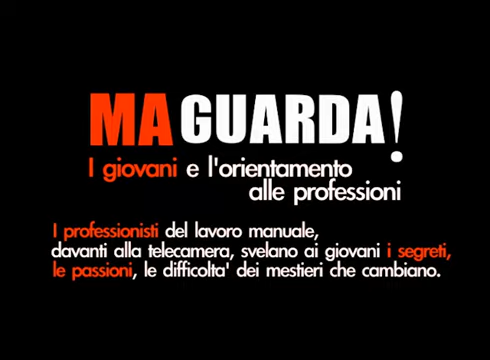 MA GUARDA!
I giovani e l'orientamento
alle professioni
I professionisti del lavoro manuale,
davanti alla telecamera, svelano ai giovani i segreti,
le passioni, le difficolta' dei mestieri che cambiano.